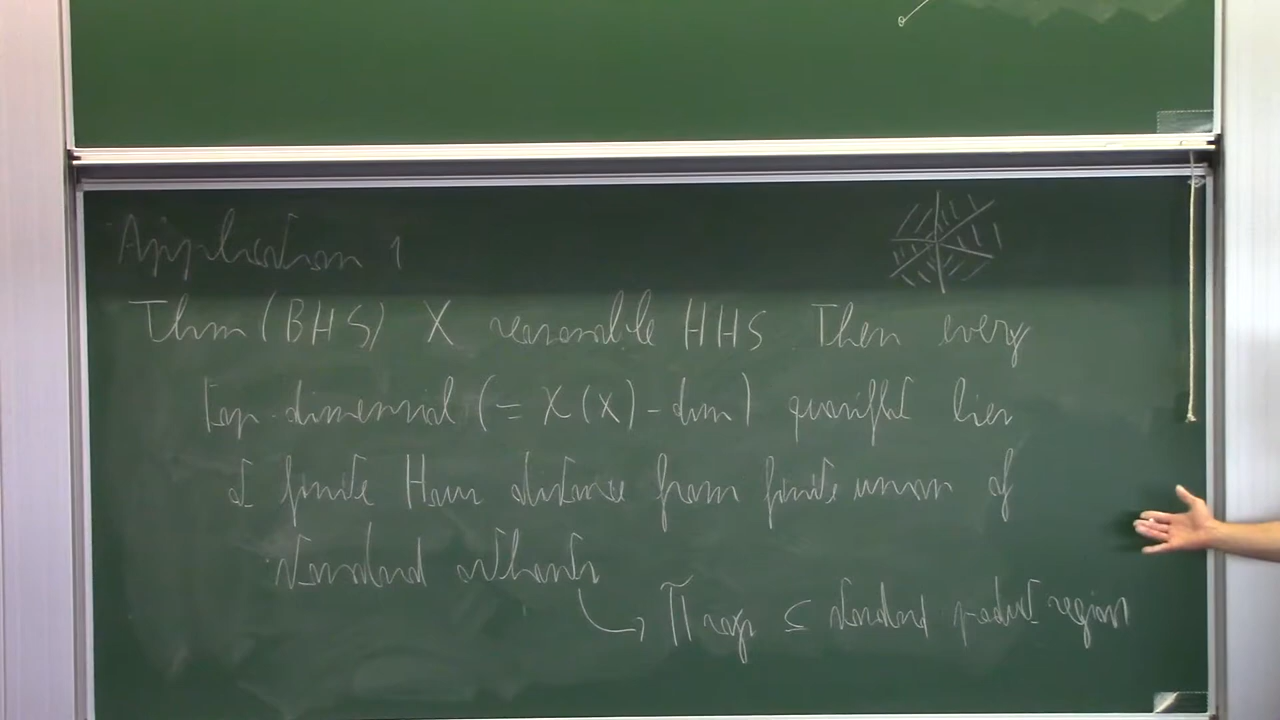 Application 1
Thm (BHS) X reasonable HHS Then every
top-dimensional (= χ(X)-dim) quasiflat lies
at finite Haus distance from finite union of
standard orthants
→ ∏ rays ⊆ standard product region